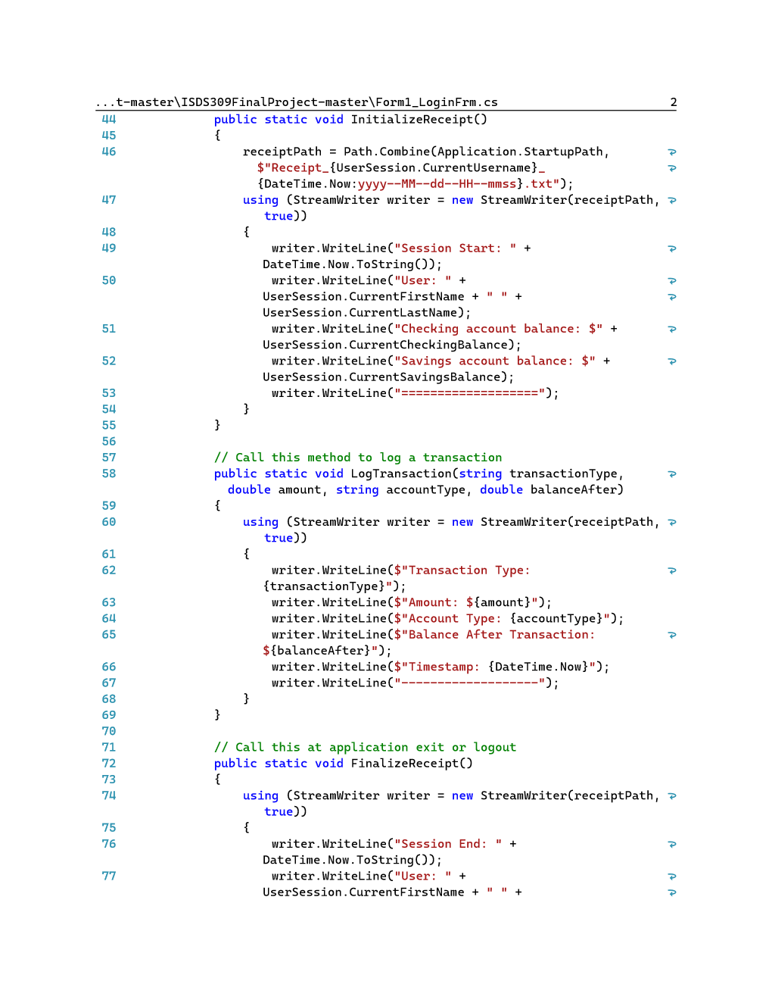 ...t-master\ISDS309FinalProject-master\Form1_LoginFrm.cs 2
44 public static void InitializeReceipt()
45 {
46 receiptPath = Path.Combine(Application.StartupPath,
$"Receipt_{UserSession.CurrentUsername}_
{DateTime.Now:yyyy--MM--dd--HH--mmss}.txt");
47 using (StreamWriter writer = new StreamWriter(receiptPath,
true))
48 {
49 writer.WriteLine("Session Start: " +
DateTime.Now.ToString());
50 writer.WriteLine("User: " +
UserSession.CurrentFirstName + " " +
UserSession.CurrentLastName);
51 writer.WriteLine("Checking account balance: $" +
UserSession.CurrentCheckingBalance);
52 writer.WriteLine("Savings account balance: $" +
UserSession.CurrentSavingsBalance);
53 writer.WriteLine("===================");
54 }
55 }
56
57 // Call this method to log a transaction
58 public static void LogTransaction(string transactionType,
double amount, string accountType, double balanceAfter)
59 {
60 using (StreamWriter writer = new StreamWriter(receiptPath,
true))
61 {
62 writer.WriteLine($"Transaction Type:
{transactionType}");
63 writer.WriteLine($"Amount: ${amount}");
64 writer.WriteLine($"Account Type: {accountType}");
65 writer.WriteLine($"Balance After Transaction:
${balanceAfter}");
66 writer.WriteLine($"Timestamp: {DateTime.Now}");
67 writer.WriteLine("-------------------");
68 }
69 }
70
71 // Call this at application exit or logout
72 public static void FinalizeReceipt()
73 {
74 using (StreamWriter writer = new StreamWriter(receiptPath,
true))
75 {
76 writer.WriteLine("Session End: " +
DateTime.Now.ToString());
77 writer.WriteLine("User: " +
UserSession.CurrentFirstName + " " +